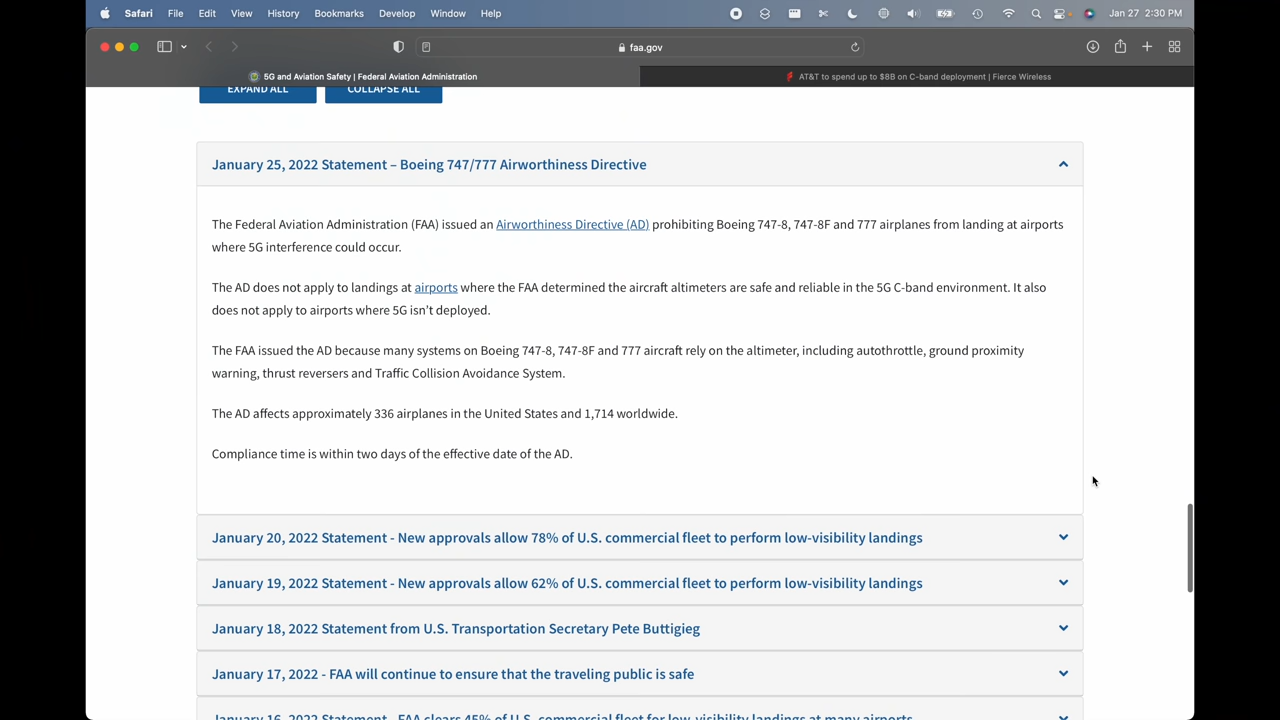 Safari File Edit View History Bookmarks Develop Window Help Jan 27 2:30 PM
faa.gov
5G and Aviation Safety | Federal Aviation Administration AT&T to spend up to $8B on C-band deployment | Fierce Wireless
EXPAND ALL COLLAPSE ALL
January 25, 2022 Statement – Boeing 747/777 Airworthiness Directive
The Federal Aviation Administration (FAA) issued an Airworthiness Directive (AD) prohibiting Boeing 747-8, 747-8F and 777 airplanes from landing at airports
where 5G interference could occur.
The AD does not apply to landings at airports where the FAA determined the aircraft altimeters are safe and reliable in the 5G C-band environment. It also
does not apply to airports where 5G isn't deployed.
The FAA issued the AD because many systems on Boeing 747-8, 747-8F and 777 aircraft rely on the altimeter, including autothrottle, ground proximity
warning, thrust reversers and Traffic Collision Avoidance System.
The AD affects approximately 336 airplanes in the United States and 1,714 worldwide.
Compliance time is within two days of the effective date of the AD.
January 20, 2022 Statement - New approvals allow 78% of U.S. commercial fleet to perform low-visibility landings
January 19, 2022 Statement - New approvals allow 62% of U.S. commercial fleet to perform low-visibility landings
January 18, 2022 Statement from U.S. Transportation Secretary Pete Buttigieg
January 17, 2022 - FAA will continue to ensure that the traveling public is safe
January 16, 2022 Statement - FAA clears 45% of U.S. commercial fleet for low-visibility landings at many airports